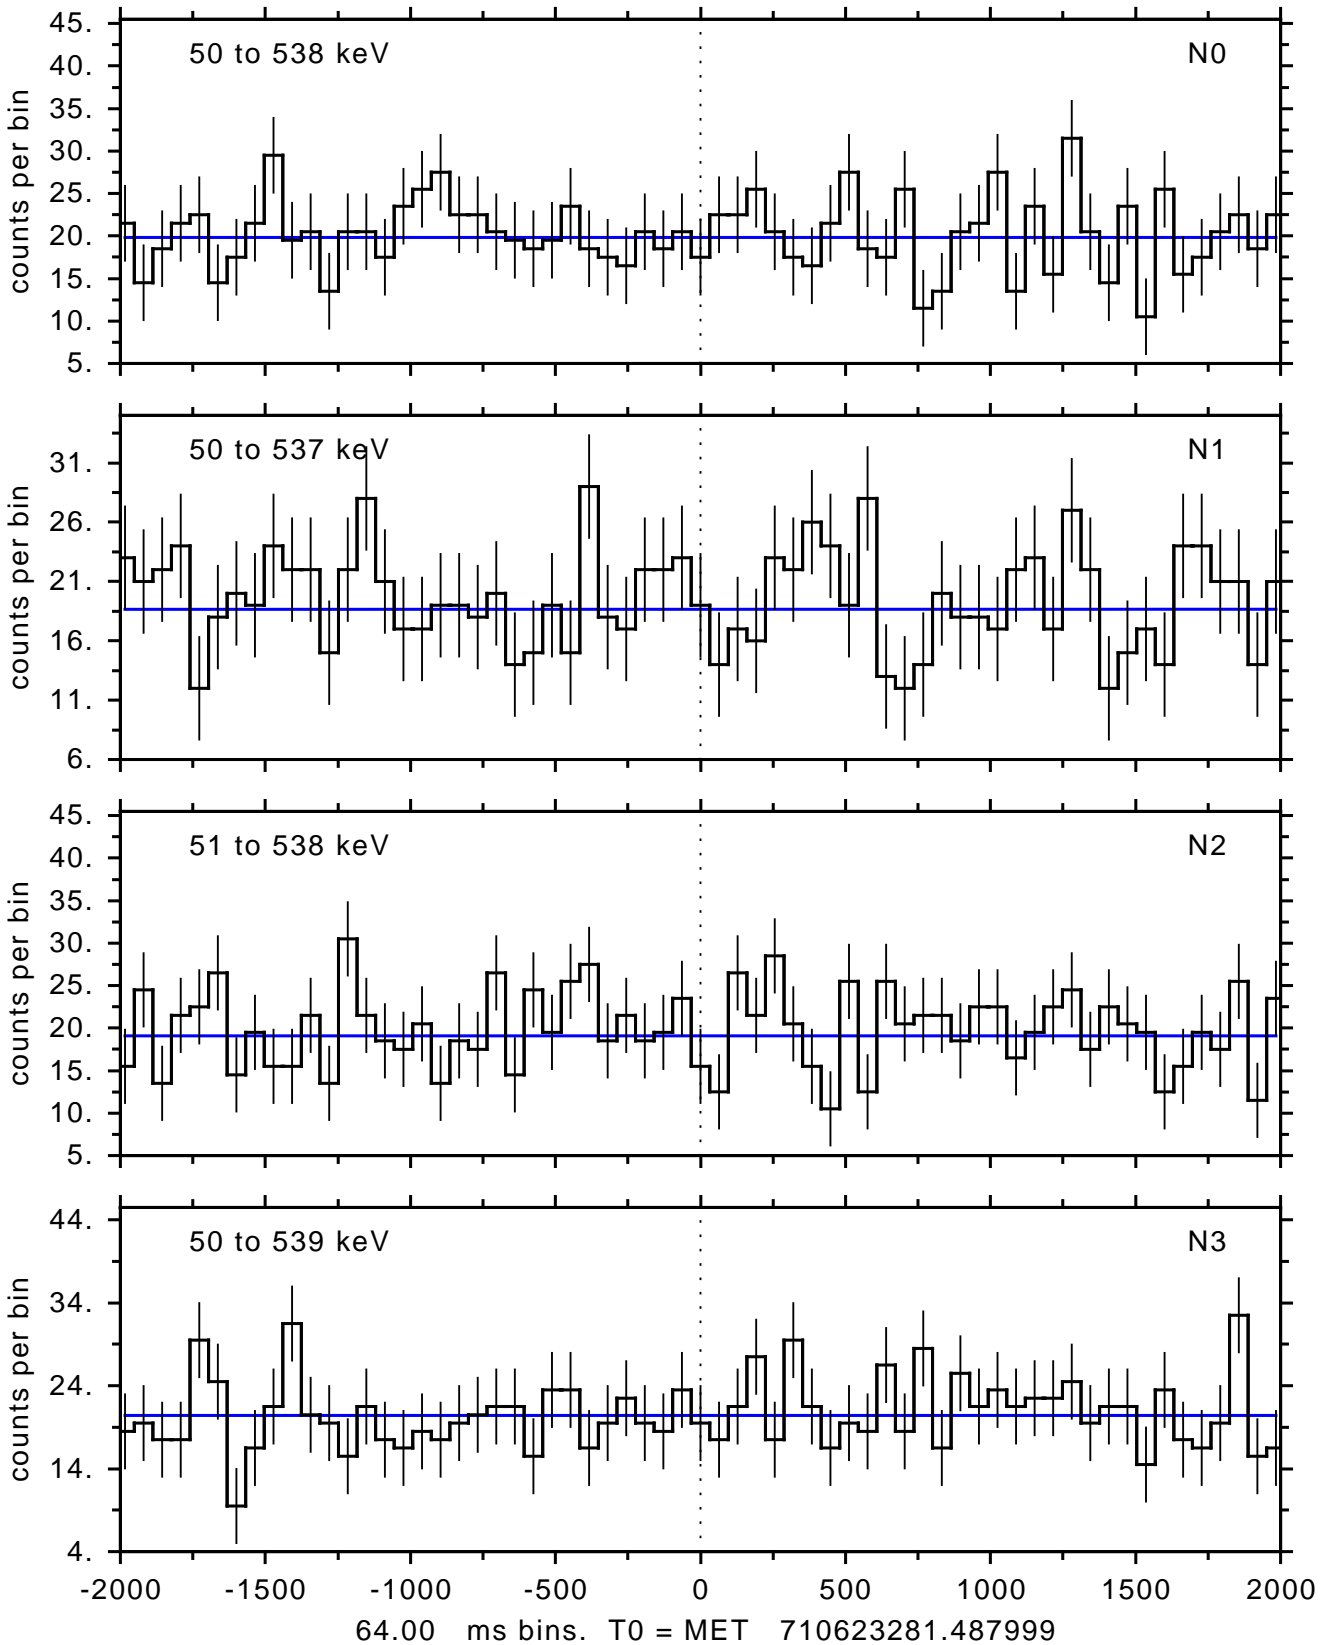 45.
50 to 538 keV N0
40.
35.
30.
25.
20.
15.
10.
5.
counts per bin
50 to 537 keV N1
31.
26.
21.
16.
11.
6.
counts per bin
45.
51 to 538 keV N2
40.
35.
30.
25.
20.
15.
10.
5.
counts per bin
44.
50 to 539 keV N3
34.
24.
14.
4.
counts per bin
-2000 -1500 -1000 -500 0 500 1000 1500 2000
64.00 ms bins. T0 = MET 710623281.487999